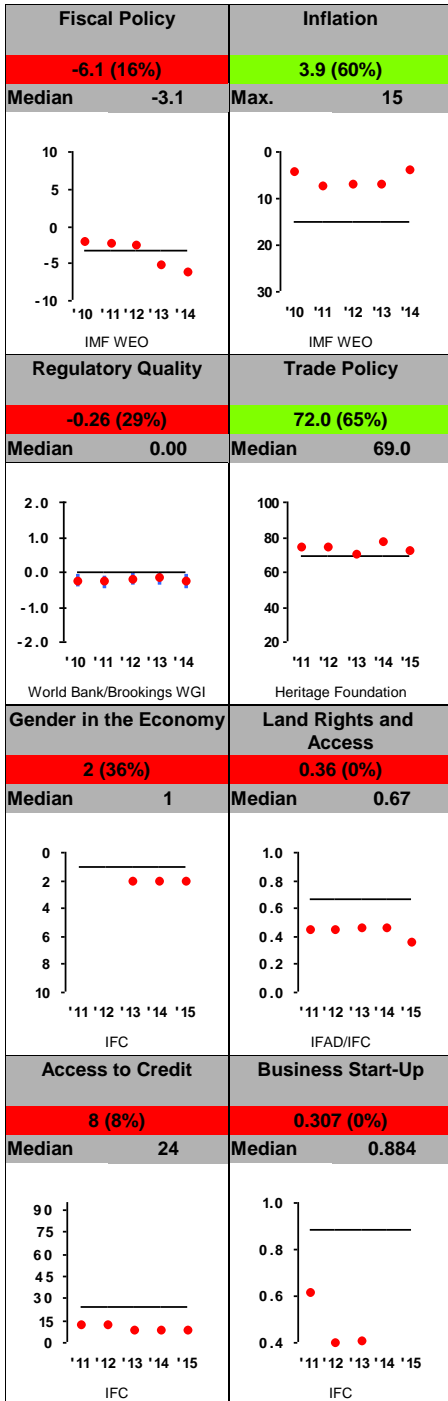 Fiscal Policy
-6.1 (16%)
Median -3.1
10
5
0
-5
-10
'10 '11 '12 '13 '14
IMF WEO
Inflation
3.9 (60%)
Max. 15
0
10
20
30
'10 '11 '12 '13 '14
IMF WEO
Regulatory Quality
-0.26 (29%)
Median 0.00
2.0
1.0
0.0
-1.0
-2.0
'10 '11 '12 '13 '14
World Bank/Brookings WGI
Trade Policy
72.0 (65%)
Median 69.0
100
80
60
40
20
'11 '12 '13 '14 '15
Heritage Foundation
Gender in the Economy
2 (36%)
Median 1
0
2
4
6
8
10
'11 '12 '13 '14 '15
IFC
Land Rights and
Access
0.36 (0%)
Median 0.67
1.0
0.8
0.6
0.4
0.2
0.0
'11 '12 '13 '14 '15
IFAD/IFC
Access to Credit
8 (8%)
Median 24
90
75
60
45
30
15
0
'11 '12 '13 '14 '15
IFC
Business Start-Up
0.307 (0%)
Median 0.884
1.0
0.8
0.6
0.4
'11 '12 '13 '14 '15
IFC